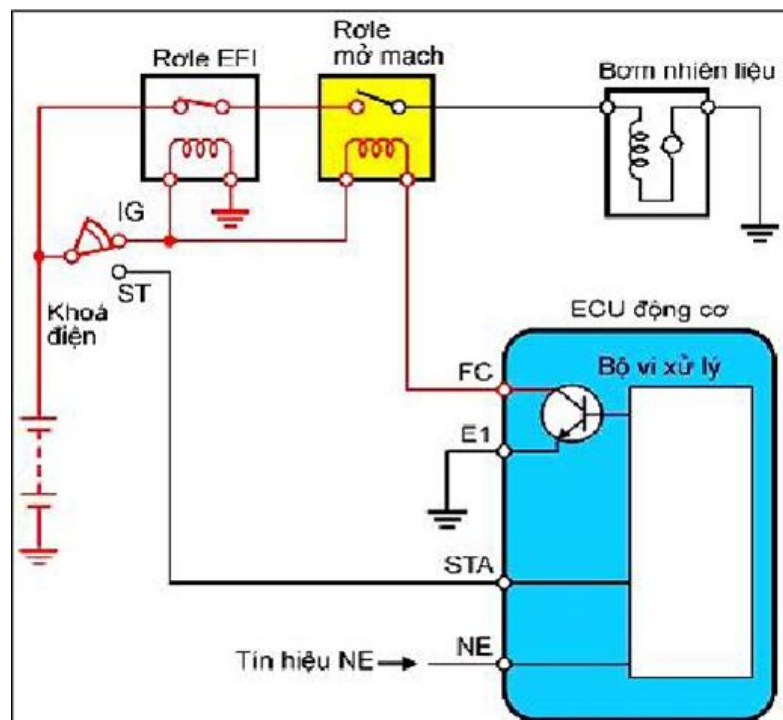 Rơle EFI
Rơle
mở mach
Bơm nhiên liệu
IG
ST
Khoá
điện
ECU động cơ
Bộ vi xử lý
FC
E1
STA
NE
Tín hiệu NE